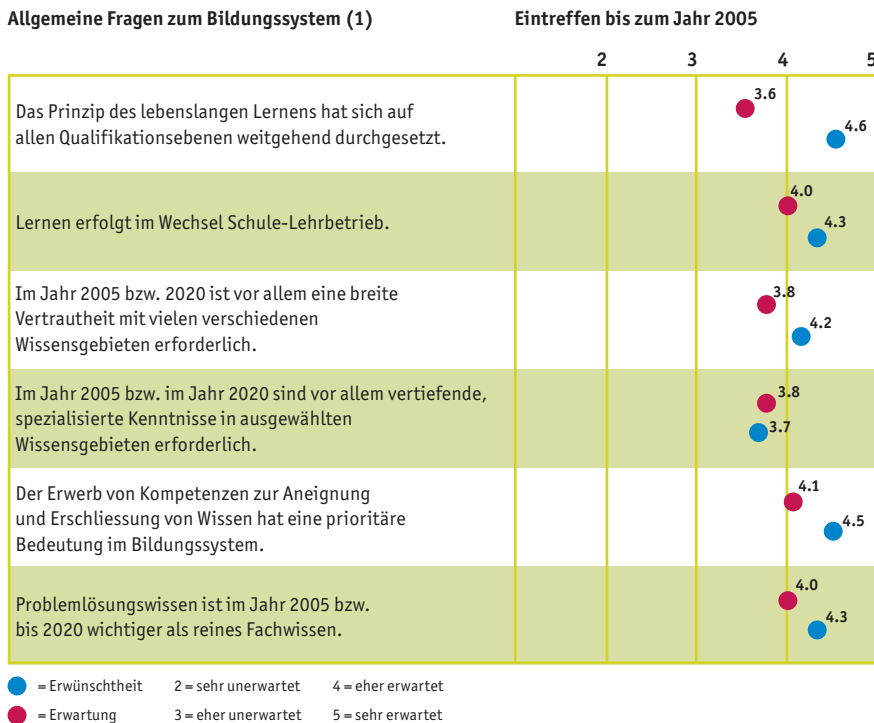 Allgemeine Fragen zum Bildungssystem (1) Eintreffen bis zum Jahr 2005
2 3 4 5
Das Prinzip des lebenslangen Lernens hat sich auf
allen Qualifikationsebenen weitgehend durchgesetzt.
3.6
4.6
Lernen erfolgt im Wechsel Schule-Lehrbetrieb.
4.0
4.3
Im Jahr 2005 bzw. 2020 ist vor allem eine breite
Vertrautheit mit vielen verschiedenen
Wissensgebieten erforderlich.
3.8
4.2
Im Jahr 2005 bzw. im Jahr 2020 sind vor allem vertiefende,
spezialisierte Kenntnisse in ausgewählten
Wissensgebieten erforderlich.
3.8
3.7
Der Erwerb von Kompetenzen zur Aneignung
und Erschliessung von Wissen hat eine prioritäre
Bedeutung im Bildungssystem.
4.1
4.5
Problemlösungswissen ist im Jahr 2005 bzw.
bis 2020 wichtiger als reines Fachwissen.
4.0
4.3
= Erwünschtheit 2 = sehr unerwartet 4 = eher erwartet
= Erwartung 3 = eher unerwartet 5 = sehr erwartet